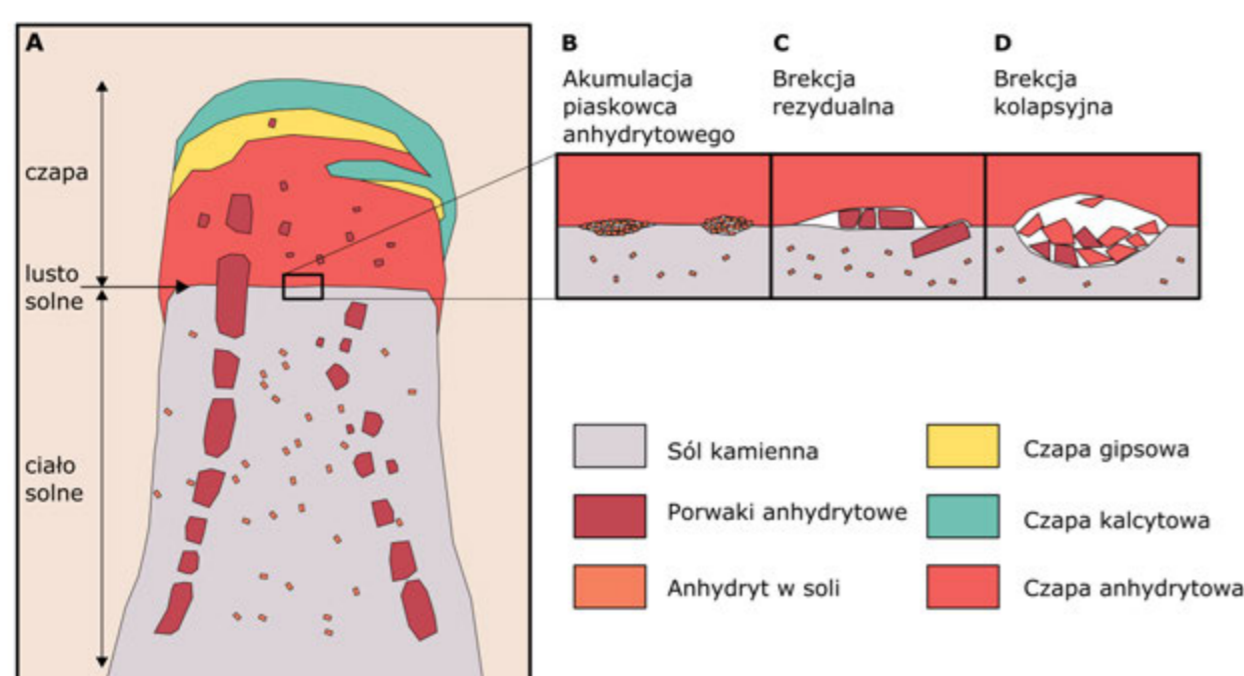 A
czapa
lusto
solne
ciało
solne
B
Akumulacja
piaskowca
anhydrytowego
C
Brekcja
rezydualna
D
Brekcja
kolapsyjna
Sól kamienna
Porwaki anhydrytowe
Anhydryt w soli
Czapa gipsowa
Czapa kalcytowa
Czapa anhydrytowa